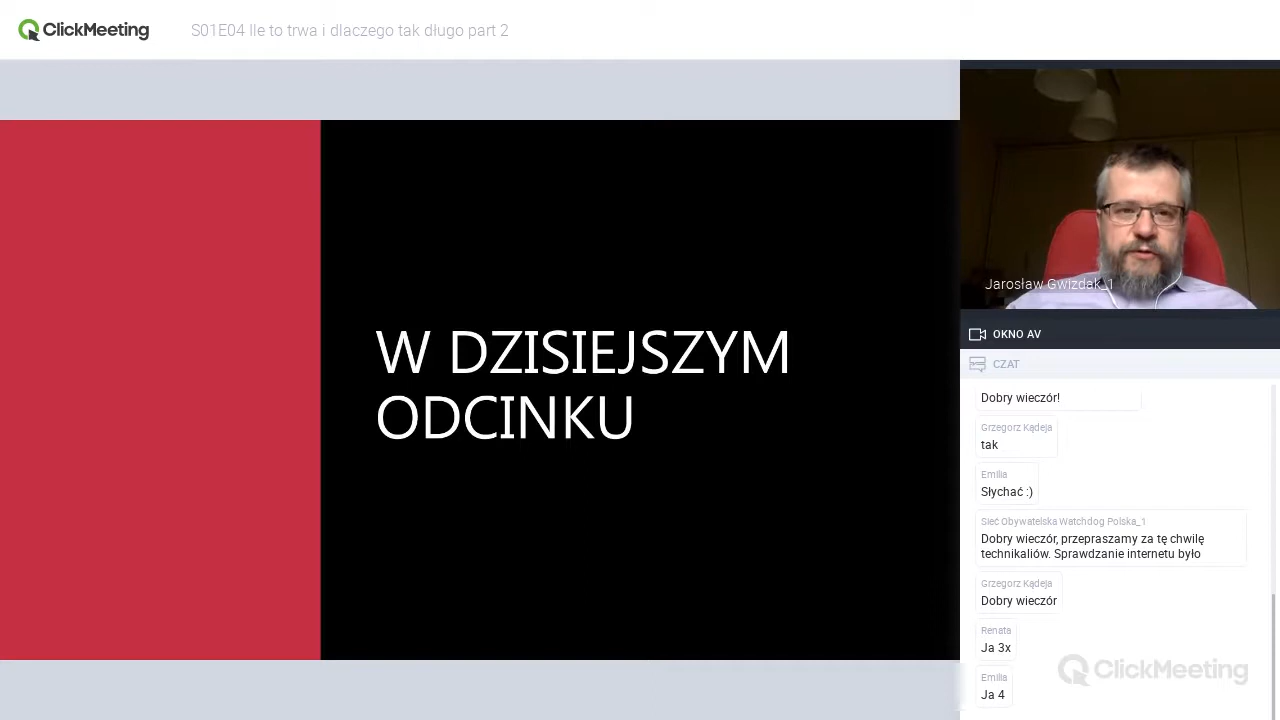 ClickMeeting
S01E04 Ile to trwa i dlaczego tak długo part 2
W DZISIEJSZYM
ODCINKU
Jarosław Gwizdak_1
OKNO AV
CZAT
Dobry wieczór!
Grzegorz Kądeja
tak
Emilia
Słychać :)
Sieć Obywatelska Watchdog Polska_1
Dobry wieczór, przepraszamy za tę chwilę
technikaliów. Sprawdzanie internetu było
Grzegorz Kądeja
Dobry wieczór
Renata
Ja 3x
Emilia
Ja 4
ClickMeeting